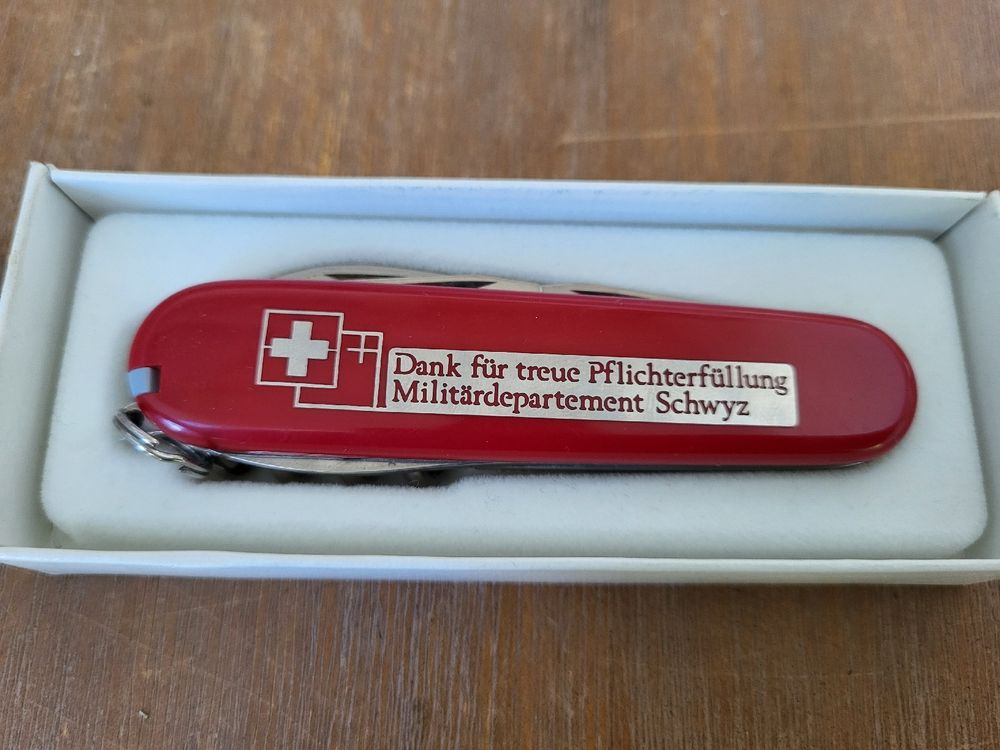 Dank für treue Pflichterfüllung
Militärdepartement Schwyz